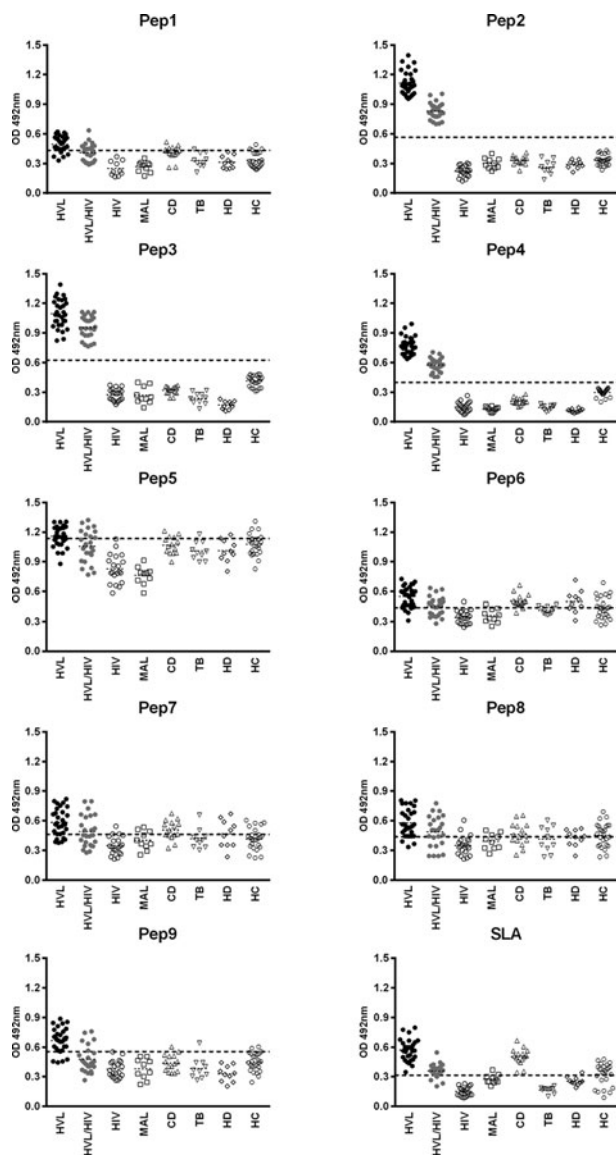 Pep1
OD 492nm
1.5
1.2
0.9
0.6
0.3
0.0
HVL
HVL/HIV
HIV
MAL
CD
TB
HD
HC
Pep2
OD 492nm
1.5
1.2
0.9
0.6
0.3
0.0
HVL
HVL/HIV
HIV
MAL
CD
TB
HD
HC
Pep3
OD 492nm
1.5
1.2
0.9
0.6
0.3
0.0
HVL
HVL/HIV
HIV
MAL
CD
TB
HD
HC
Pep4
OD 492nm
1.5
1.2
0.9
0.6
0.3
0.0
HVL
HVL/HIV
HIV
MAL
CD
TB
HD
HC
Pep5
OD 492nm
1.5
1.2
0.9
0.6
0.3
0.0
HVL
HVL/HIV
HIV
MAL
CD
TB
HD
HC
Pep6
OD 492nm
1.5
1.2
0.9
0.6
0.3
0.0
HVL
HVL/HIV
HIV
MAL
CD
TB
HD
HC
Pep7
OD 492nm
1.5
1.2
0.9
0.6
0.3
0.0
HVL
HVL/HIV
HIV
MAL
CD
TB
HD
HC
Pep8
OD 492nm
1.5
1.2
0.9
0.6
0.3
0.0
HVL
HVL/HIV
HIV
MAL
CD
TB
HD
HC
Pep9
OD 492nm
1.5
1.2
0.9
0.6
0.3
0.0
HVL
HVL/HIV
HIV
MAL
CD
TB
HD
HC
SLA
OD 492nm
1.5
1.2
0.9
0.6
0.3
0.0
HVL
HVL/HIV
HIV
MAL
CD
TB
HD
HC